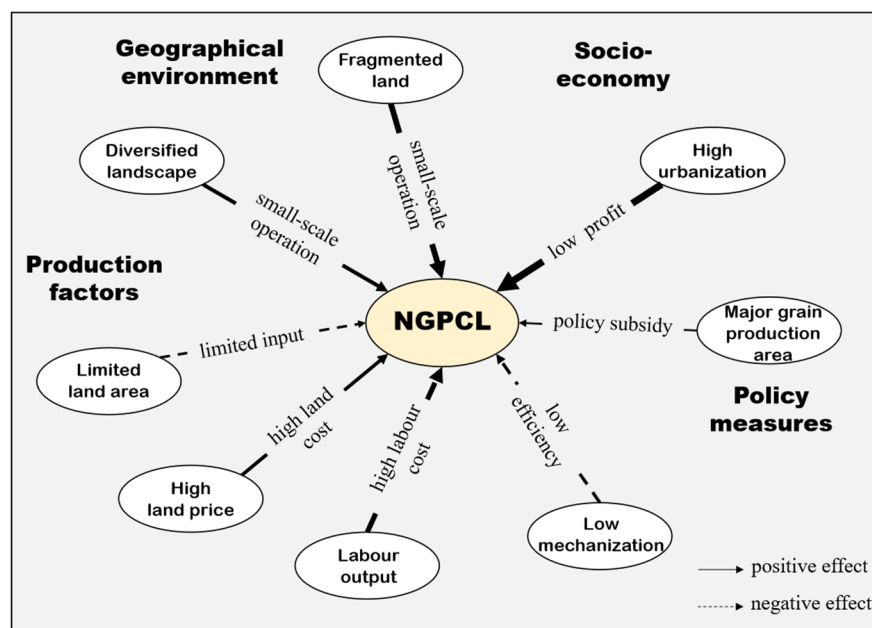 Geographical
environment
Fragmented
land
Socio-
economy
Diversified
landscape
High
urbanization
small-scale
operation
small-scale
operation
low profit
Production
factors
NGPCL
policy subsidy
Major grain
production
area
limited input
Limited
land area
Policy
measures
high land
cost
high labour
cost
low
efficiency
High
land price
Labour
output
Low
mechanization
positive effect
negative effect